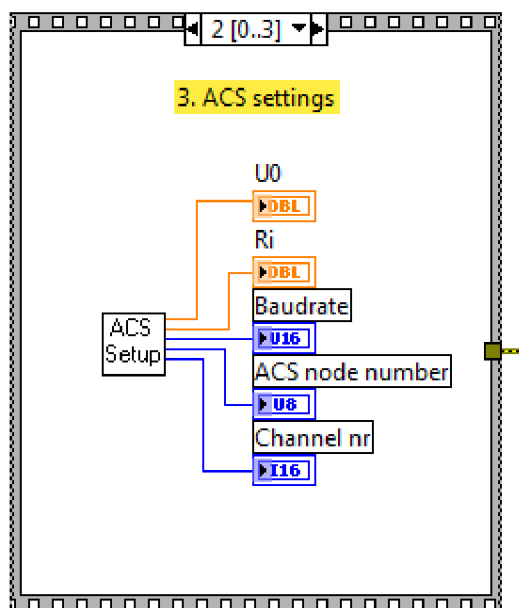 2 [0..3]
3. ACS settings
U0
DBL
Ri
DBL
Baudrate
U16
ACS
Setup
ACS node number
U8
Channel nr
I16